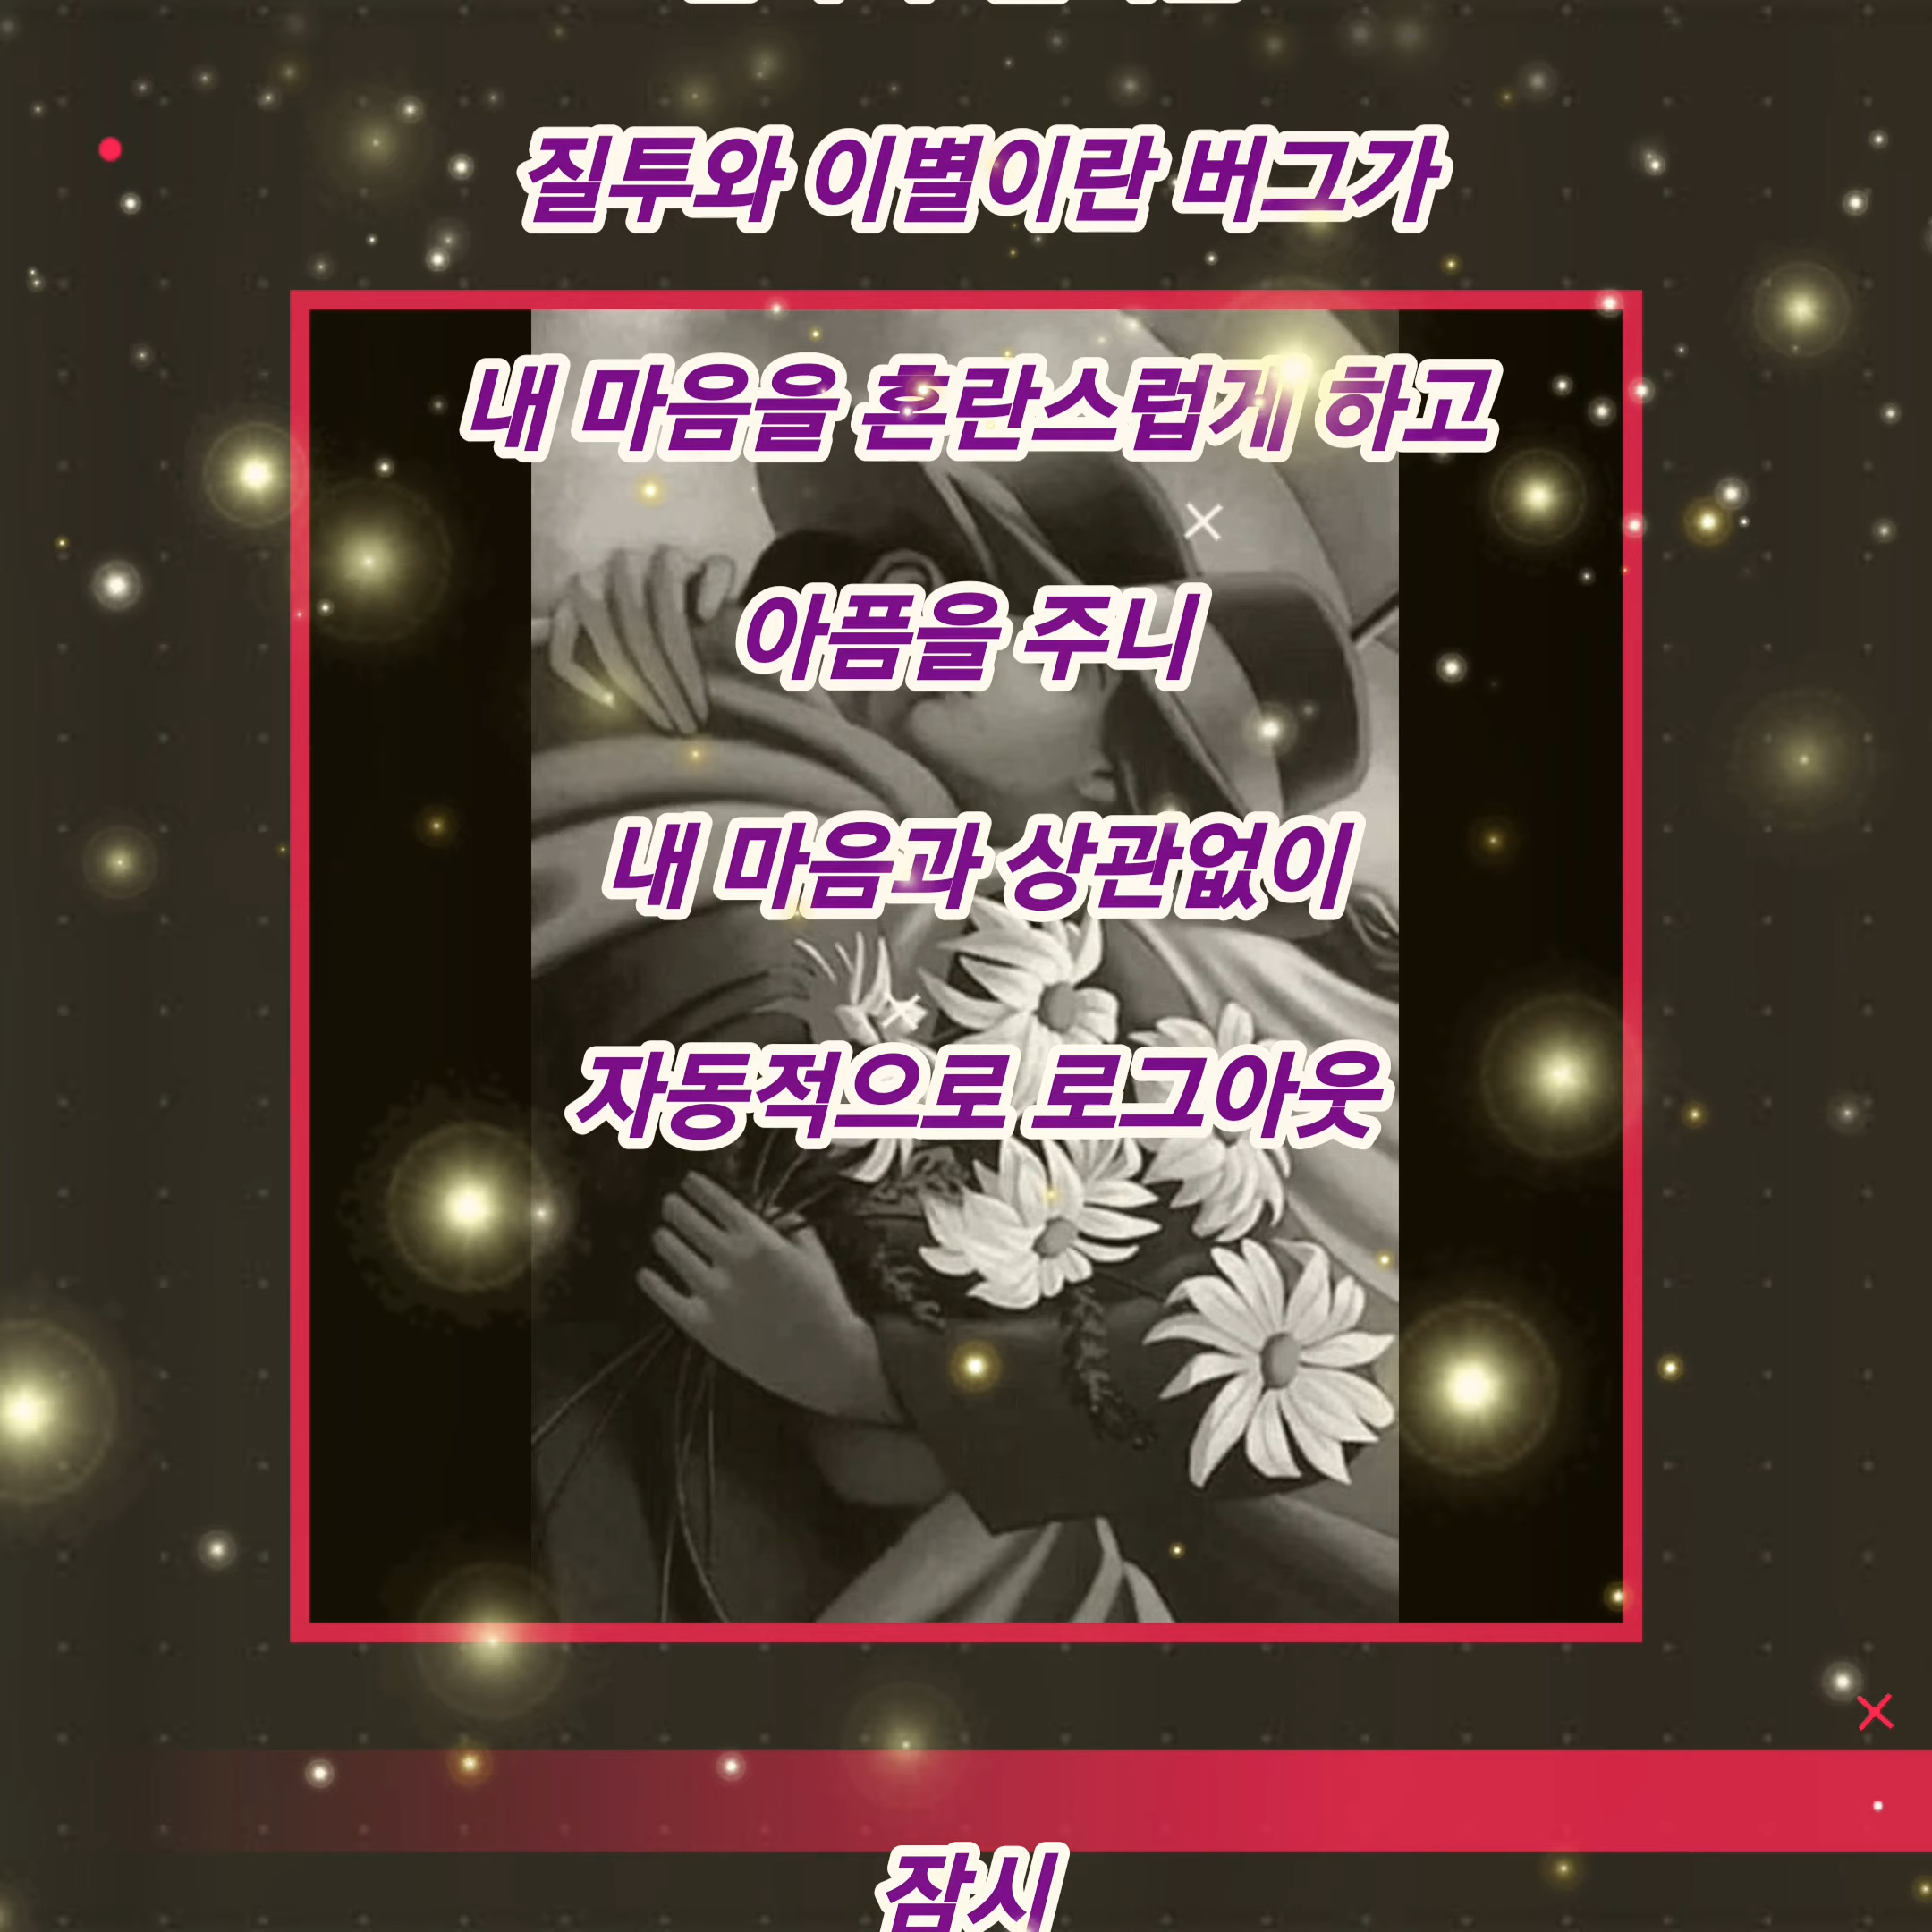 질투와 이별이란 버그가
내 마음을 혼란스럽게 하고
아픔을 주니
내 마음과 상관없이
자동적으로 로그아웃
잠시